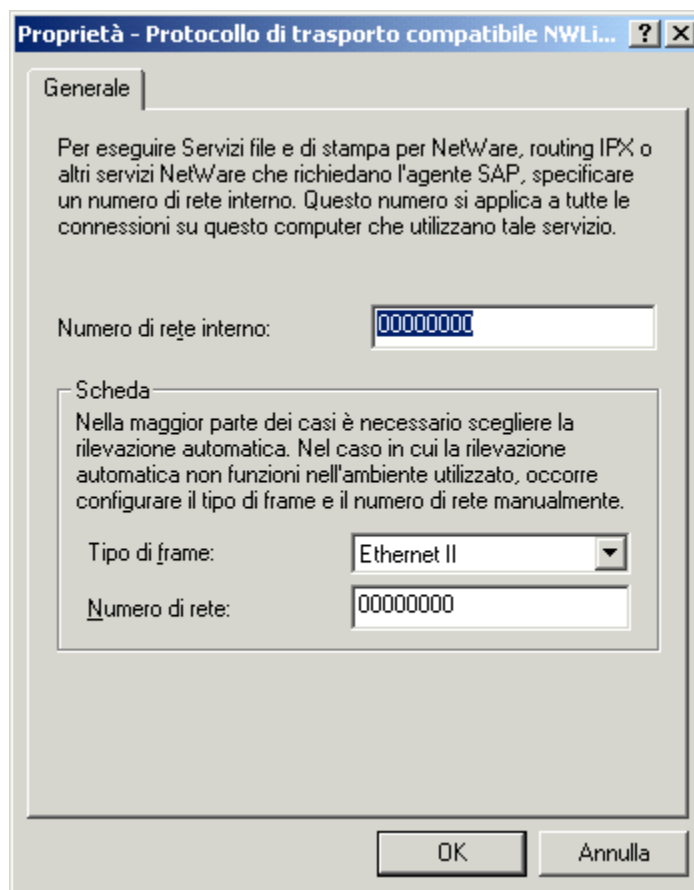 Proprietà - Protocollo di trasporto compatibile NWLi...
Generale
Per eseguire Servizi file e di stampa per NetWare, routing IPX o
altri servizi NetWare che richiedano l'agente SAP, specificare
un numero di rete interno. Questo numero si applica a tutte le
connessioni su questo computer che utilizzano tale servizio.
Numero di rete interno: 00000000
Scheda
Nella maggior parte dei casi è necessario scegliere la
rilevazione automatica. Nel caso in cui la rilevazione
automatica non funzioni nell'ambiente utilizzato, occorre
configurare il tipo di frame e il numero di rete manualmente.
Tipo di frame: Ethernet II
Numero di rete: 00000000
OK Annulla